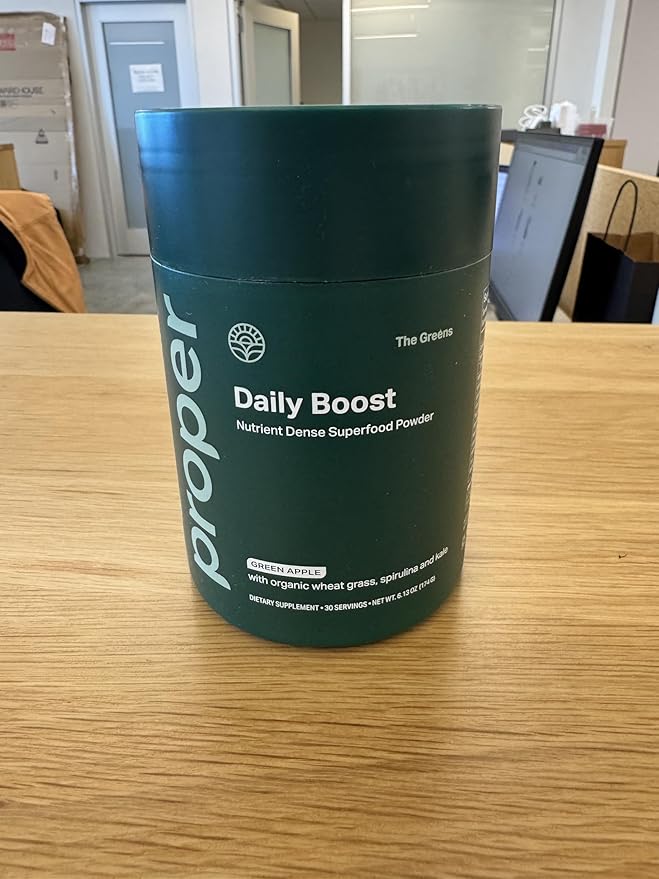 WAREHOUSE
proper
The Greens
Daily Boost
Nutrient Dense Superfood Powder
GREEN APPLE
with organic wheat grass, spirulina and kale
DIETARY SUPPLEMENT • 30 SERVINGS • NET WT. 6.13 OZ (174G)